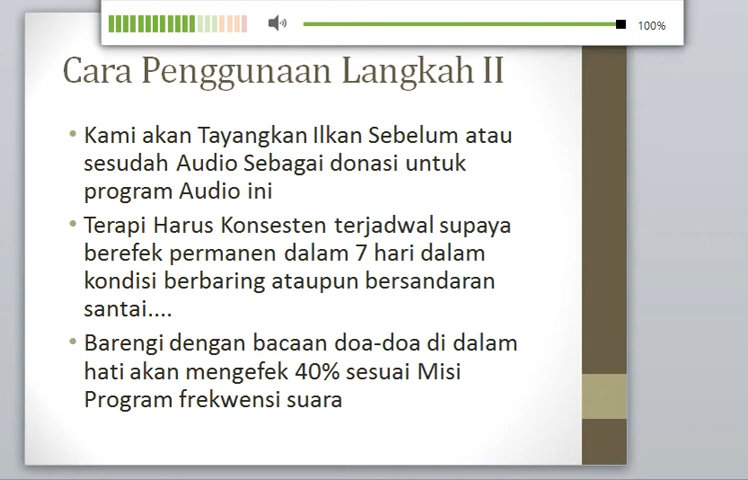 100%
Cara Penggunaan Langkah II
• Kami akan Tayangkan Ilkan Sebelum atau
sesudah Audio Sebagai donasi untuk
program Audio ini
• Terapi Harus Konsesten terjadwal supaya
berefek permanen dalam 7 hari dalam
kondisi berbaring ataupun bersandaran
santai....
• Barengi dengan bacaan doa-doa di dalam
hati akan mengefek 40% sesuai Misi
Program frekwensi suara